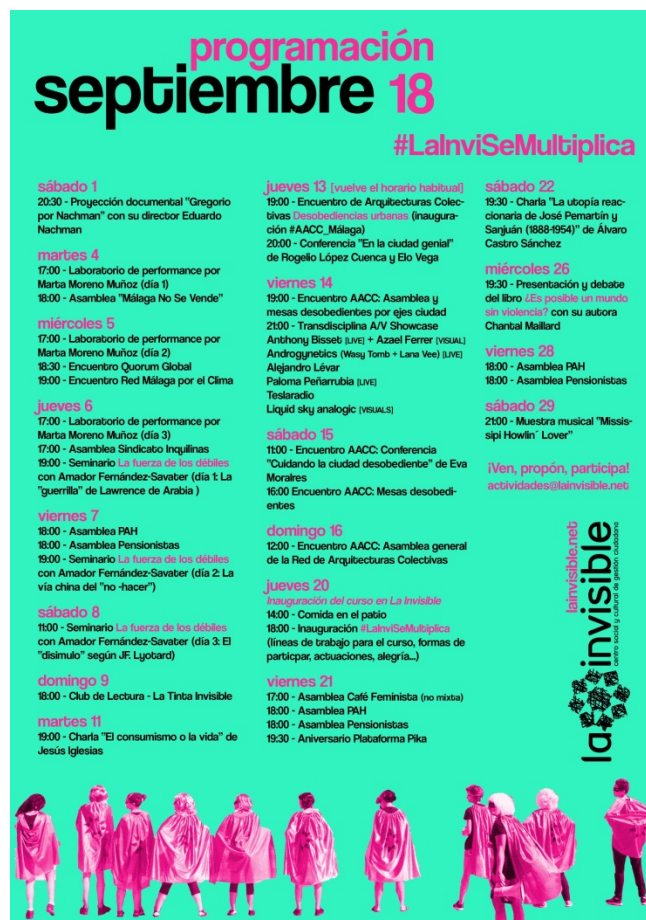 programación
septiembre 18
#LaInviSeMultiplica
sábado 1
20:30 - Proyección documental "Gregorio
por Nachman" con su director Eduardo
Nachman
martes 4
17:00 - Laboratorio de performance por
Marta Moreno Muñoz (día 1)
18:00 - Asamblea "Málaga No Se Vende"
miércoles 5
17:00 - Laboratorio de performance por
Marta Moreno Muñoz (día 2)
18:30 - Encuentro Quorum Global
19:00 - Encuentro Red Málaga por el Clima
jueves 6
17:00 - Laboratorio de performance por
Marta Moreno Muñoz (día 3)
17:00 - Asamblea Sindicato Inquilinas
19:00 - Seminario La fuerza de los débiles
con Amador Fernández-Savater (día 1: La
"guerrilla" de Lawrence de Arabia )
viernes 7
18:00 - Asamblea PAH
18:00 - Asamblea Pensionistas
19:00 - Seminario La fuerza de los débiles
con Amador Fernández-Savater (día 2: La
vía china del "no -hacer")
sábado 8
11:00 - Seminario La fuerza de los débiles
con Amador Fernández-Savater (día 3: El
"disimulo" según JF. Lyotard)
domingo 9
18:00 - Club de Lectura - La Tinta Invisible
martes 11
19:00 - Charla "El consumismo o la vida" de
Jesús Iglesias
jueves 13 [vuelve el horario habitual]
19:00 - Encuentro de Arquitecturas Colec-
tivas Desobediencias urbanas (inaugura-
ción #AACC_Málaga)
20:00 - Conferencia "En la ciudad genial"
de Rogelio López Cuenca y Elo Vega
viernes 14
19:00 - Encuentro AACC: Asamblea y
mesas desobedientes por ejes ciudad
21:00 - Transdisciplina A/V Showcase
Anthony Bisset [LIVE] + Azael Ferrer [VISUAL]
Androgynetics (Wasy Tomb + Lana Vee) [LIVE]
Alejandro Lévar
Paloma Peñarrubia [LIVE]
Teslaradio
Liquid sky analogic [VISUALS]
sábado 15
11:00 - Encuentro AACC: Conferencia
"Cuidando la ciudad desobediente" de Eva
Moralres
16:00 Encuentro AACC: Mesas desobedi-
entes
domingo 16
12:00 - Encuentro AACC: Asamblea general
de la Red de Arquitecturas Colectivas
jueves 20
Inauguración del curso en La Invisible
14:00 - Comida en el patio
18:00 - Inauguración #LaInviSeMultiplica
(líneas de trabajo para el curso, formas de
particpar, actuaciones, alegría...)
viernes 21
17:00 - Asamblea Café Feminista (no mixta)
18:00 - Asamblea PAH
18:00 - Asamblea Pensionistas
19:30 - Aniversario Plataforma Pika
sábado 22
19:30 - Charla "La utopía reac-
cionaria de José Pemartín y
Sanjuán (1888-1954)" de Álvaro
Castro Sánchez
miércoles 26
19:30 - Presentación y debate
del libro ¿Es posible un mundo
sin violencia? con su autora
Chantal Maillard
viernes 28
18:00 - Asamblea PAH
18:00 - Asamblea Pensionistas
sábado 29
21:00 - Muestra musical "Missis-
sipi Howlin´ Lover"
¡Ven, propón, participa!
actividades@lainvisible.net
lainvisible.net
la invisible
centro social y cultural de gestión ciudadana